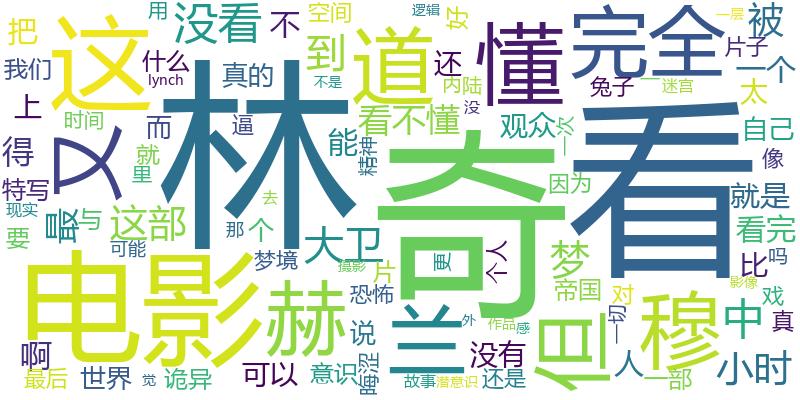 把
我们
上
得
特写
现实
要
啊
最后
这
时间
又
最
与
世界
电影
用
没看
什么
lynch
而
就
里
这部
可能
觉
诡异
不
真的
逼
林
个
那
去
梦境
赫
可以
空间
到
不是
能
大卫
摄影
恐怖
意识
说
精神
片
晦涩
逻辑
道
还
看不懂
奇
兰
更
故事
潜意识
好
内陆
没
懂
观众
个人
外
没有
作品
还是
感
一次
因为
梦
帝国
但
完全
兔子
一
看
对
一切
人
穆
一部
一层
被
片子
一个
迷宫
太
自己
像
就是
看完
比
吗
影像
戏
中
真
小时